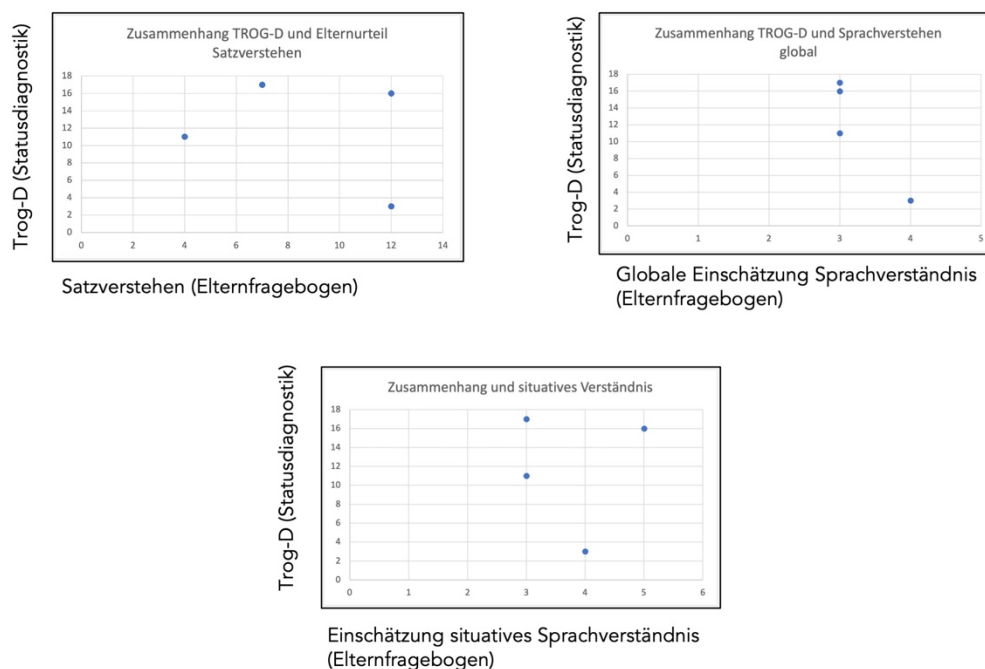 Zusammenhang TROG-D und Elternurteil
Satzverstehen
Trog-D (Statusdiagnostik)
18
16
14
12
10
8
6
4
2
0
0 2 4 6 8 10 12 14
Satzverstehen (Elternfragebogen)
Zusammenhang TROG-D und Sprachverstehen
global
Trog-D (Statusdiagnostik)
18
16
14
12
10
8
6
4
2
0
0 1 2 3 4 5
Globale Einschätzung Sprachverständnis
(Elternfragebogen)
Zusammenhang und situatives Verständnis
Trog-D (Statusdiagnostik)
18
16
14
12
10
8
6
4
2
0
0 1 2 3 4 5 6
Einschätzung situatives Sprachverständnis
(Elternfragebogen)